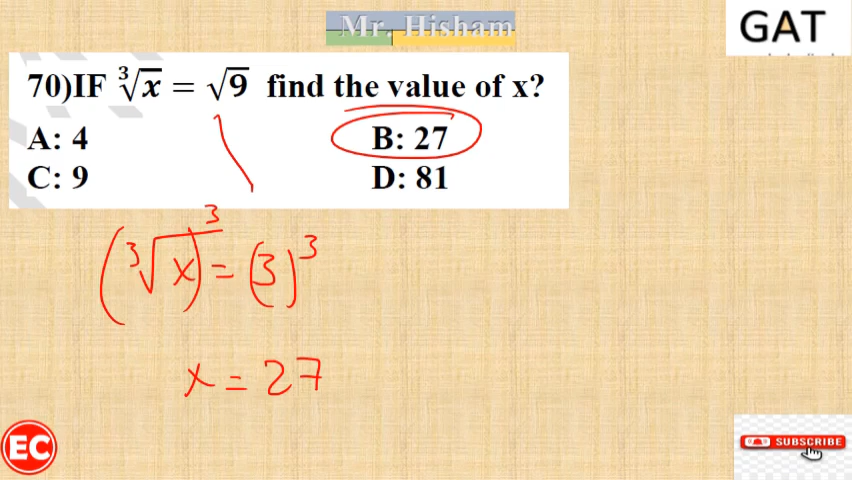 Mr. Hisham
GAT
70)IF ∛x = √9 find the value of x?
A: 4
B: 27
C: 9
D: 81
(∛x)³ = (3)³
x = 27
EC
SUBSCRIBE